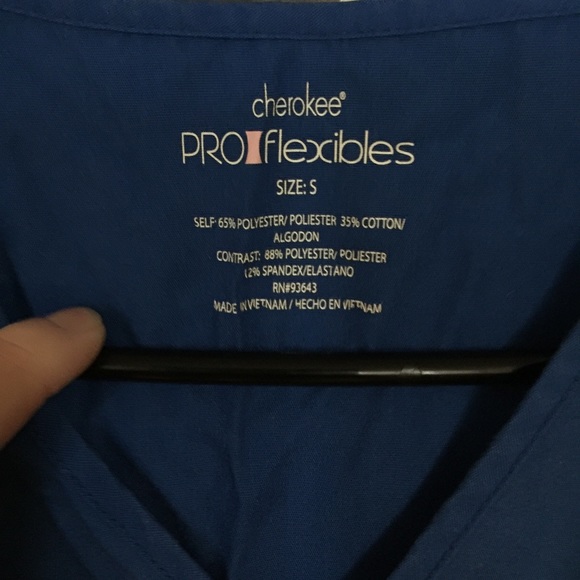 cherokee®
PRO flexibles
SIZE: S
SELF: 65% POLYESTER/ POLIESTER 35% COTTON/
ALGODON
CONTRAST: 88% POLYESTER/ POLIESTER
12% SPANDEX/ELASTANO
RN#93643
MADE IN VIETNAM / HECHO EN VIETNAM